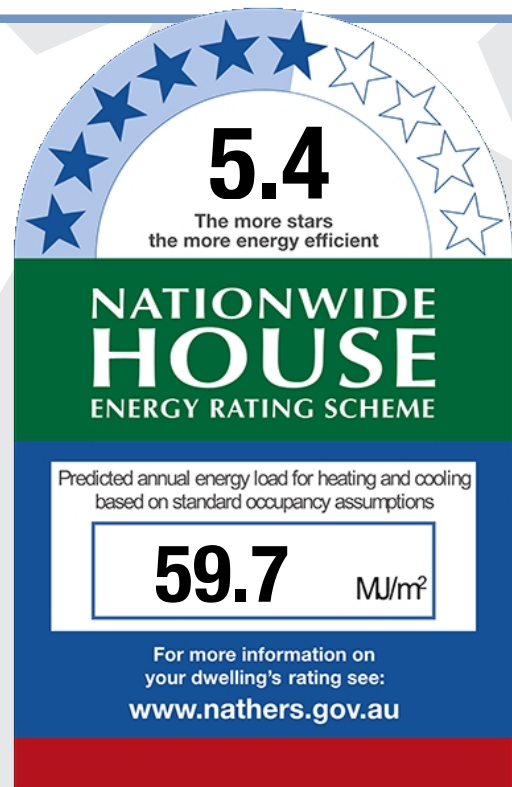 5.4
The more stars
the more energy efficient
NATIONWIDE
HOUSE
ENERGY RATING SCHEME
Predicted annual energy load for heating and cooling
based on standard occupancy assumptions
59.7 MJ/m²
For more information on
your dwelling's rating see:
www.nathers.gov.au